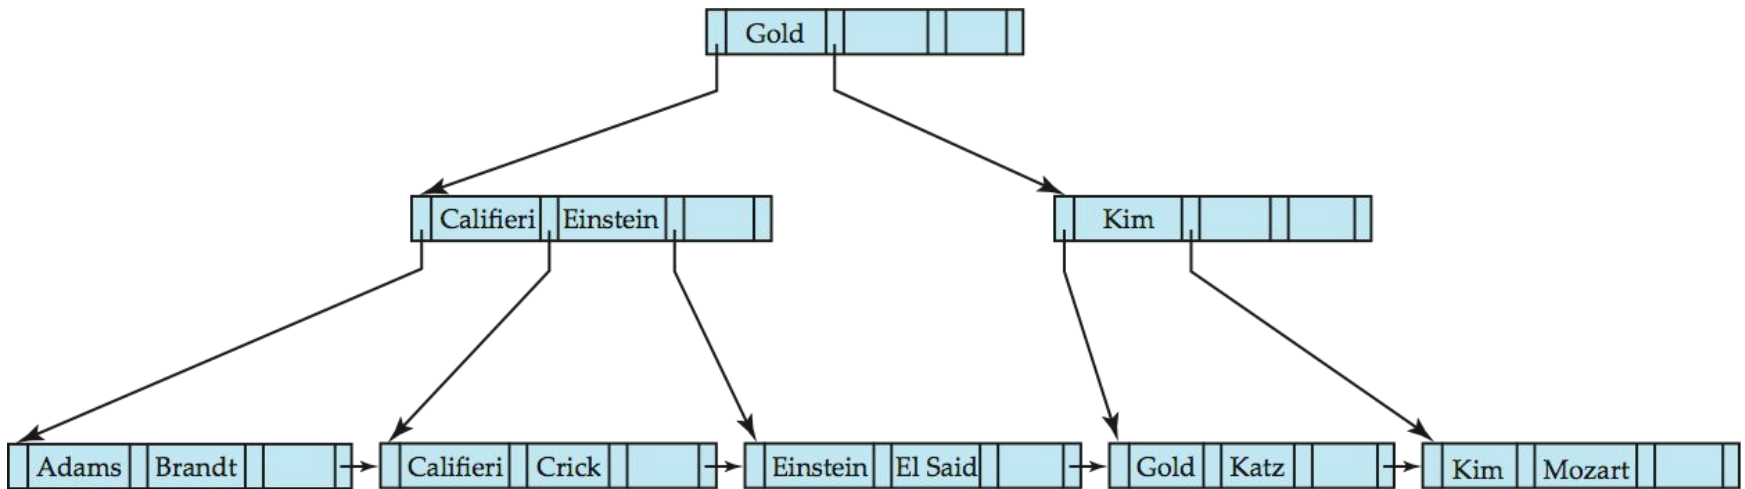 Gold
Califieri Einstein
Kim
Adams Brandt
Califieri Crick
Einstein El Said
Gold Katz
Kim Mozart